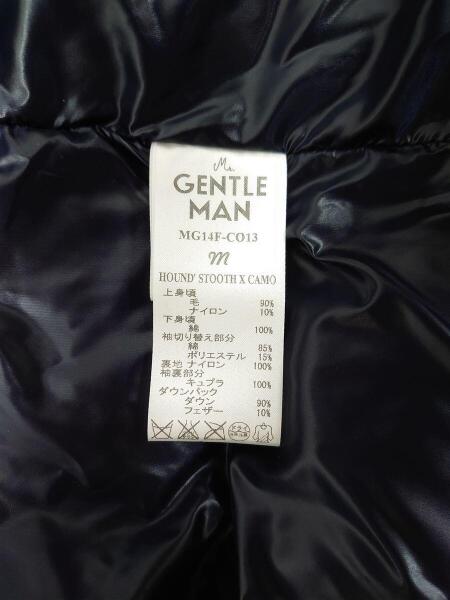 Mr.
GENTLE
MAN
MG14F-CO13
m
HOUND' STOOTH X CAMO
上身頃
毛 90%
ナイロン 10%
下身頃
綿 100%
袖切り替え部分
綿 85%
ポリエステル 15%
裏地 ナイロン 100%
袖裏部分
キュプラ 100%
ダウンパック
ダウン 90%
フェザー 10%
ドライ